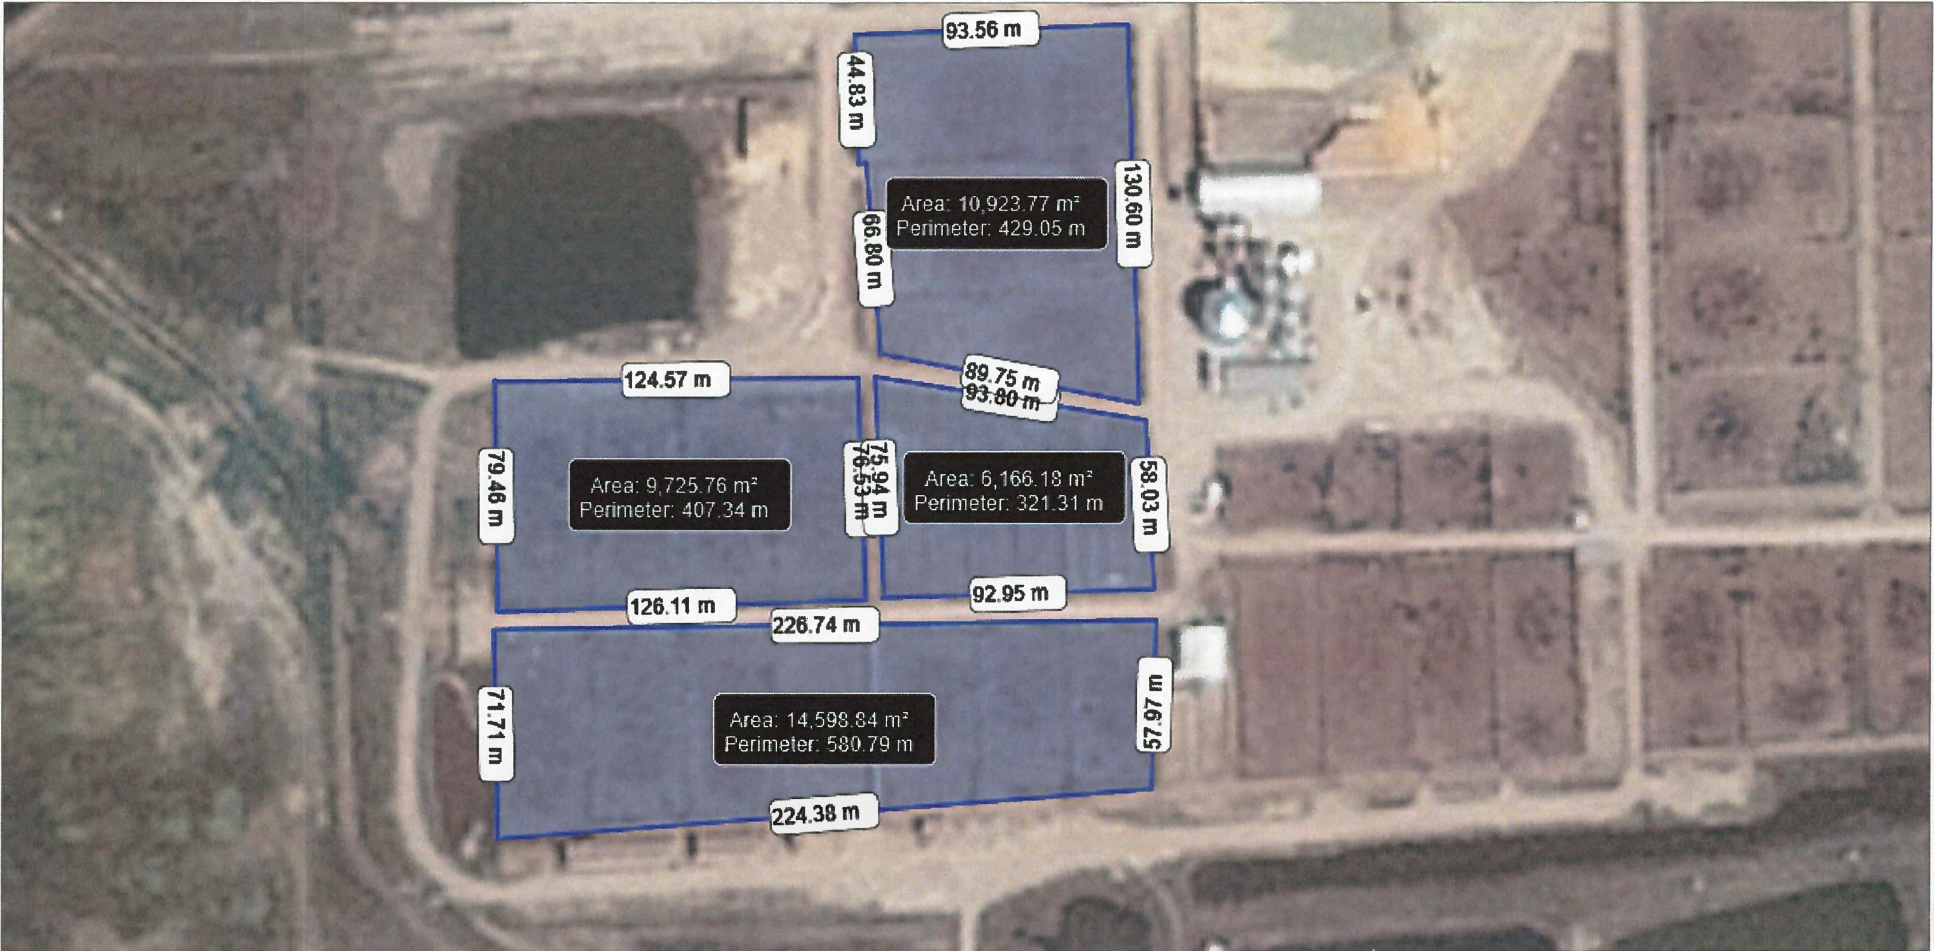 93.56 m
44.83 m
130.60 m
Area: 10,923.77 m²
Perimeter: 429.05 m
66.80 m
89.75 m
93.80 m
124.57 m
79.46 m
Area: 9,725.76 m²
Perimeter: 407.34 m
76.53 m
75.94 m
Area: 6,166.18 m²
Perimeter: 321.31 m
58.03 m
126.11 m
92.95 m
226.74 m
71.71 m
Area: 14,598.84 m²
Perimeter: 580.79 m
57.97 m
224.38 m